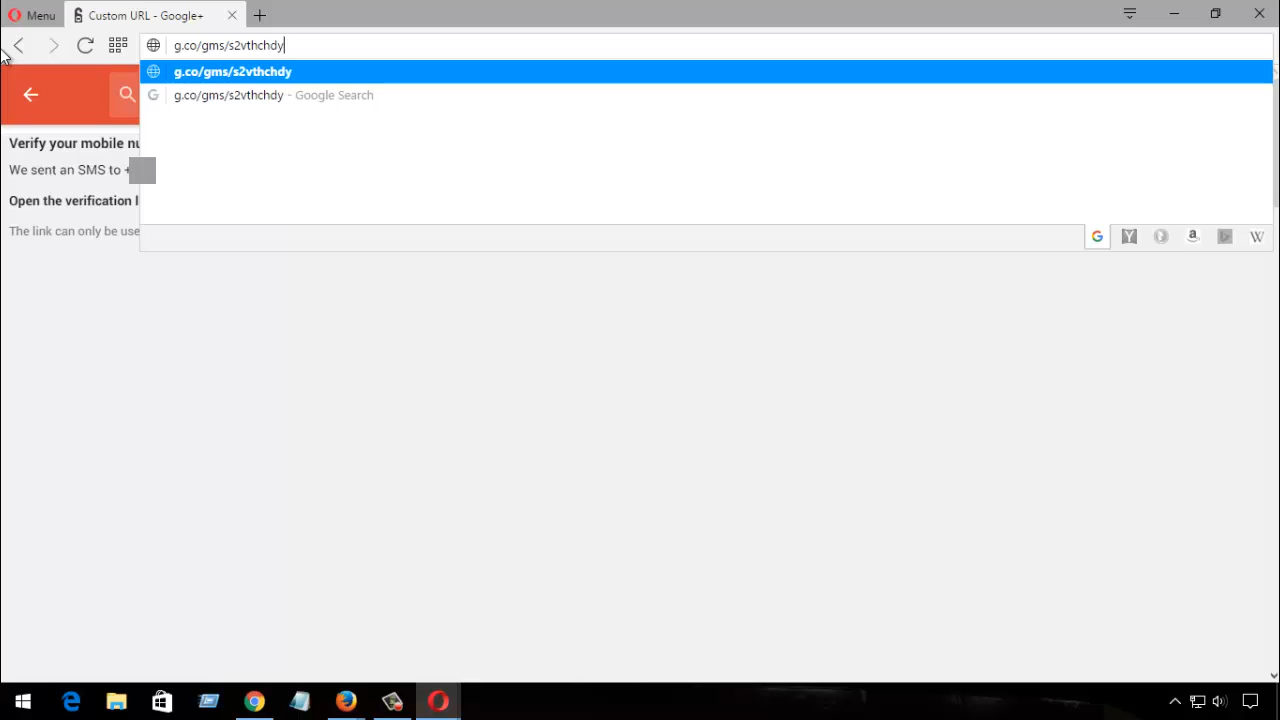 Menu
Custom URL - Google+
g.co/gms/s2vthchdy
g.co/gms/s2vthchdy
g.co/gms/s2vthchdy - Google Search
Verify your mobile nu
We sent an SMS to +
Open the verification l
The link can only be use